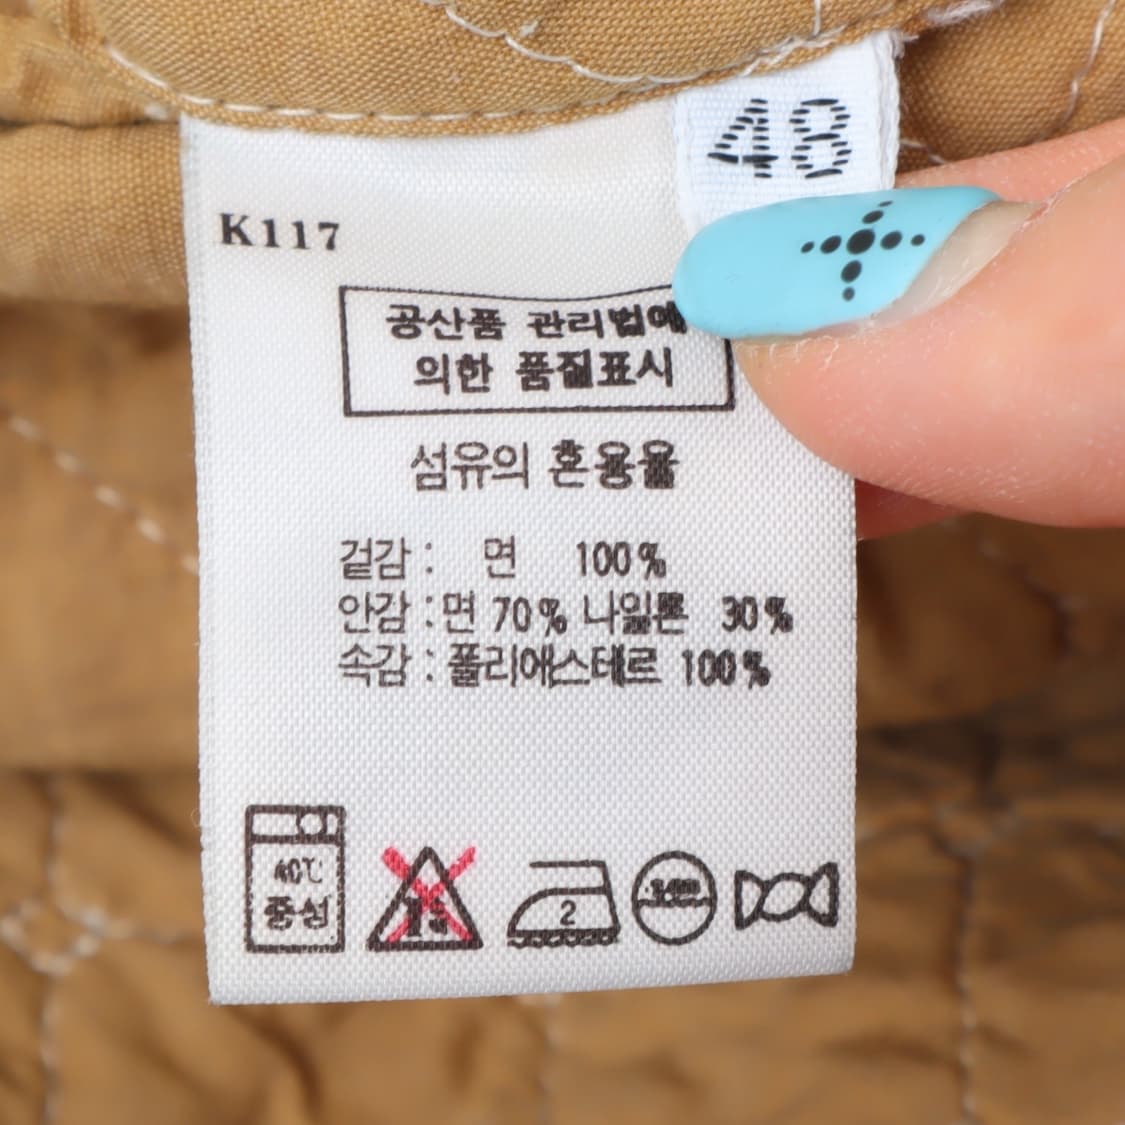 48
K117
공산품 관리법에
의한 품질표시
섬유의 혼용율
겉감 : 면 100%
안감 : 면 70% 나일론 30%
속감 : 폴리에스테르 100%
40℃
중성
2